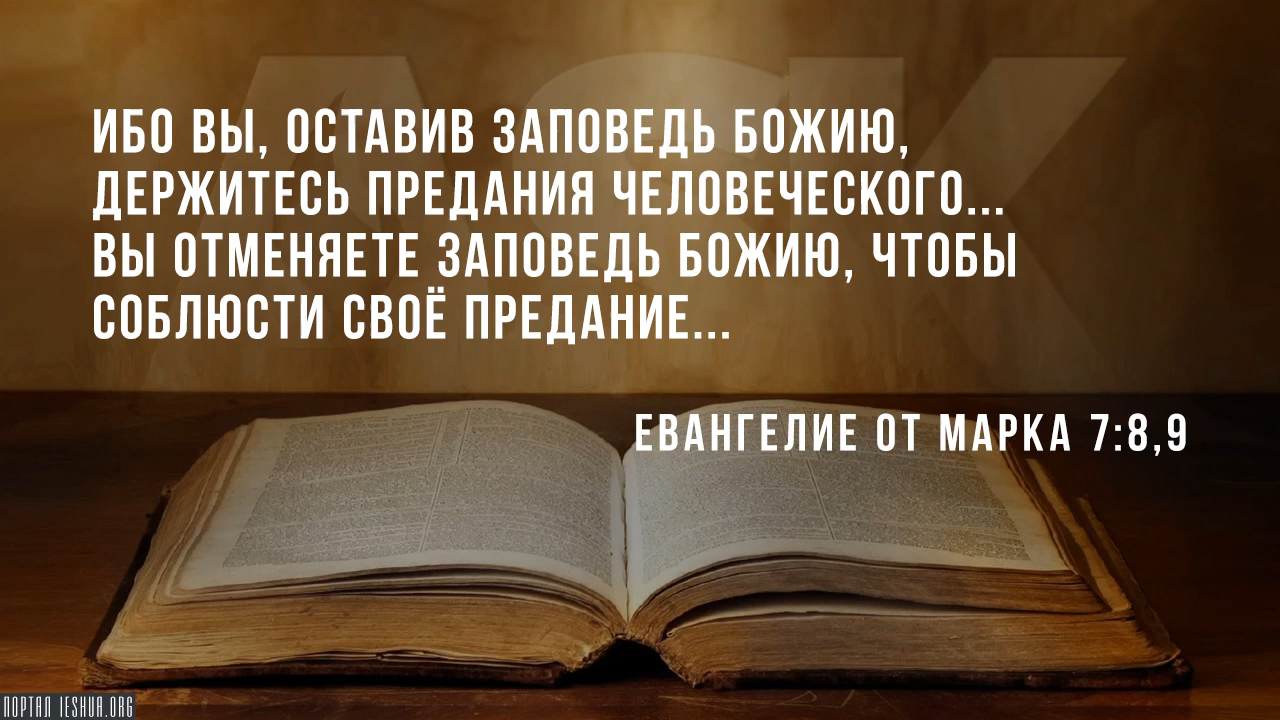 ASK
ИБО ВЫ, ОСТАВИВ ЗАПОВЕДЬ БОЖИЮ,
ДЕРЖИТЕСЬ ПРЕДАНИЯ ЧЕЛОВЕЧЕСКОГО...
ВЫ ОТМЕНЯЕТЕ ЗАПОВЕДЬ БОЖИЮ, ЧТОБЫ
СОБЛЮСТИ СВОЁ ПРЕДАНИЕ...
ЕВАНГЕЛИЕ ОТ МАРКА 7:8,9
ПОРТАЛ IESHUA.ORG